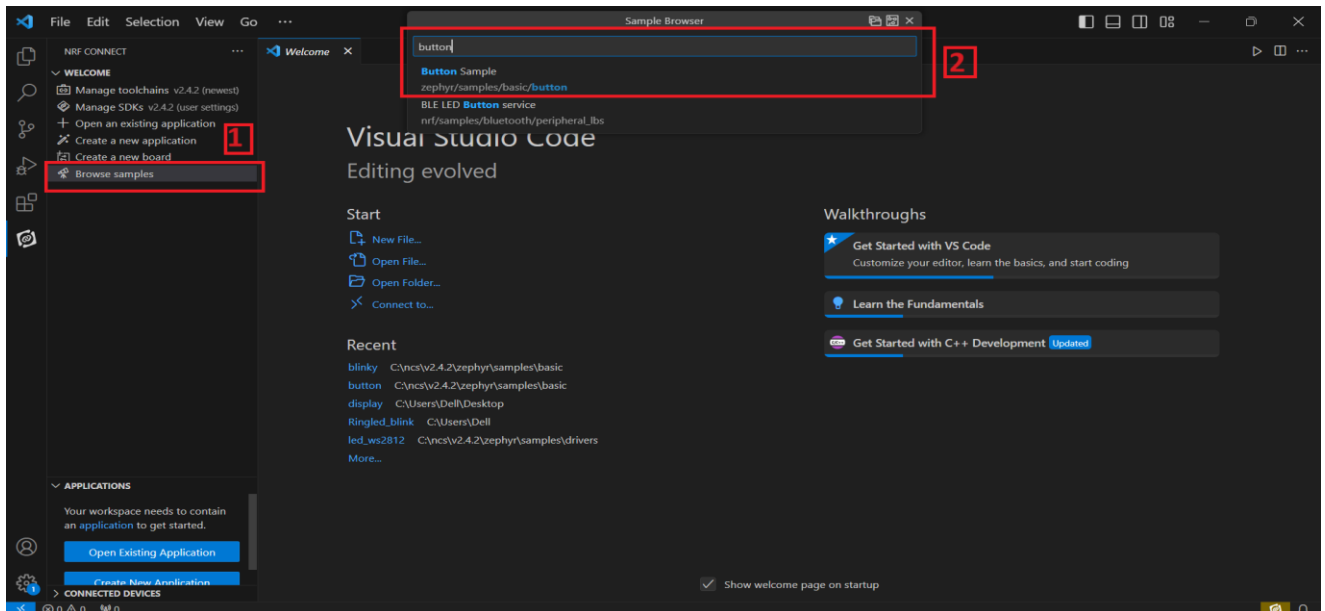 File Edit Selection View Go ···
Sample Browser
NRF CONNECT ···
Welcome
button
WELCOME
Manage toolchains v2.4.2 (newest)
Manage SDKs v2.4.2 (user settings)
Open an existing application
Create a new application
Create a new board
Browse samples
1
Button Sample
zephyr/samples/basic/button
BLE LED Button service
nrf/samples/bluetooth/peripheral_lbs
2
Visual Studio Code
Editing evolved
Start
New File...
Open File...
Open Folder...
Connect to...
Recent
blinky C:\ncs\v2.4.2\zephyr\samples\basic
button C:\ncs\v2.4.2\zephyr\samples\basic
display C:\Users\Dell\Desktop
Ringled_blink C:\Users\Dell
led_ws2812 C:\ncs\v2.4.2\zephyr\samples\drivers
More...
Walkthroughs
Get Started with VS Code
Customize your editor, learn the basics, and start coding
Learn the Fundamentals
Get Started with C++ Development Updated
APPLICATIONS
Your workspace needs to contain
an application to get started.
Open Existing Application
Create New Application
CONNECTED DEVICES
1
0 0 0
Show welcome page on startup